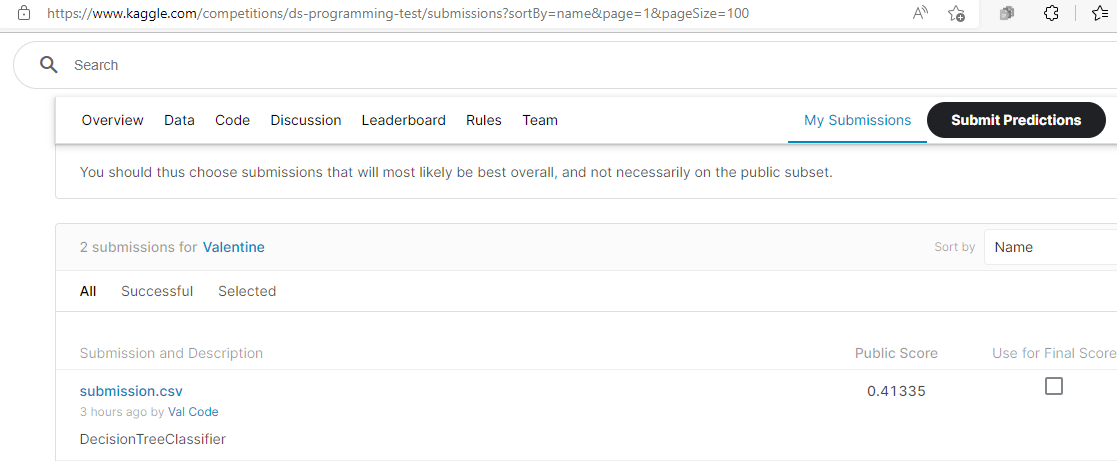 https://www.kaggle.com/competitions/ds-programming-test/submissions?sortBy=name&page=1&pageSize=100
Search
Overview Data Code Discussion Leaderboard Rules Team My Submissions Submit Predictions
You should thus choose submissions that will most likely be best overall, and not necessarily on the public subset.
2 submissions for Valentine Sort by Name
All Successful Selected
Submission and Description Public Score Use for Final Score
submission.csv 0.41335
3 hours ago by Val Code
DecisionTreeClassifier